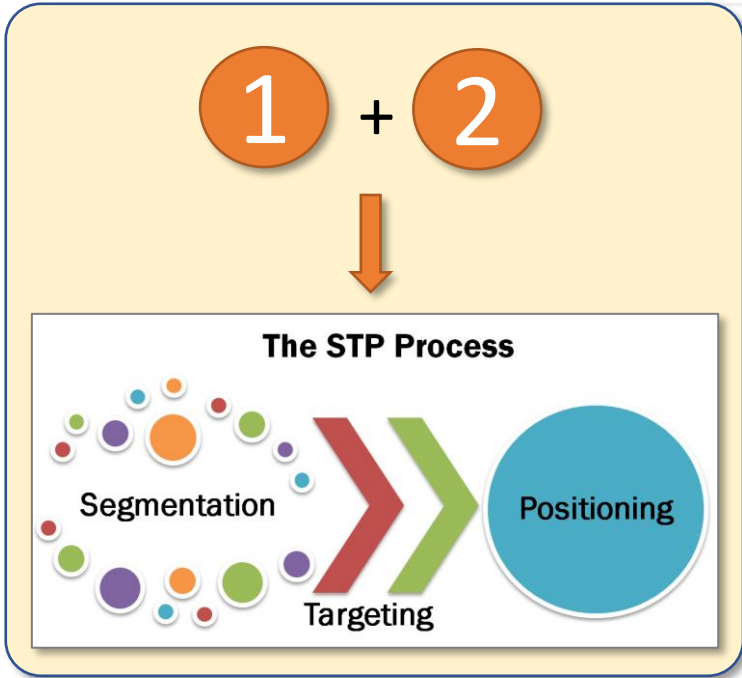 1 + 2
The STP Process
Segmentation
Positioning
Targeting